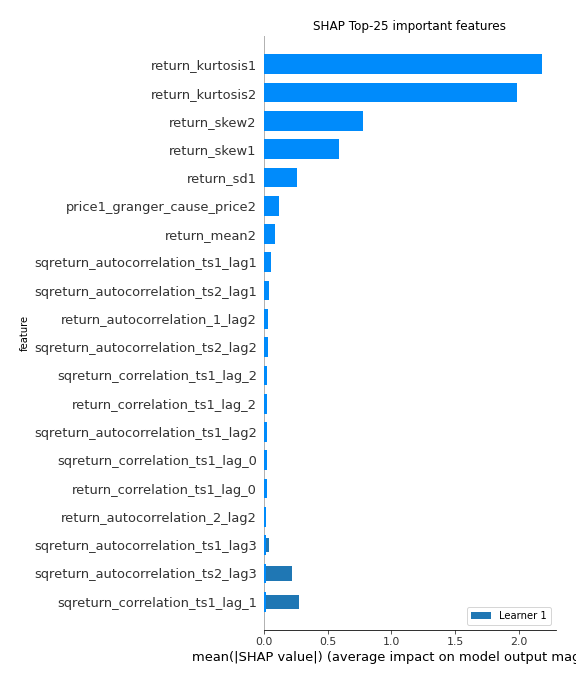 SHAP Top-25 important features
return_kurtosis1
return_kurtosis2
return_skew2
return_skew1
return_sd1
price1_granger_cause_price2
return_mean2
sqreturn_autocorrelation_ts1_lag1
sqreturn_autocorrelation_ts2_lag1
return_autocorrelation_1_lag2
sqreturn_autocorrelation_ts2_lag2
sqreturn_correlation_ts1_lag_2
return_correlation_ts1_lag_2
sqreturn_autocorrelation_ts1_lag2
sqreturn_correlation_ts1_lag_0
return_correlation_ts1_lag_0
return_autocorrelation_2_lag2
sqreturn_autocorrelation_ts1_lag3
sqreturn_autocorrelation_ts2_lag3
sqreturn_correlation_ts1_lag_1
feature
Learner 1
0.0 0.5 1.0 1.5 2.0
mean(|SHAP value|) (average impact on model output mag